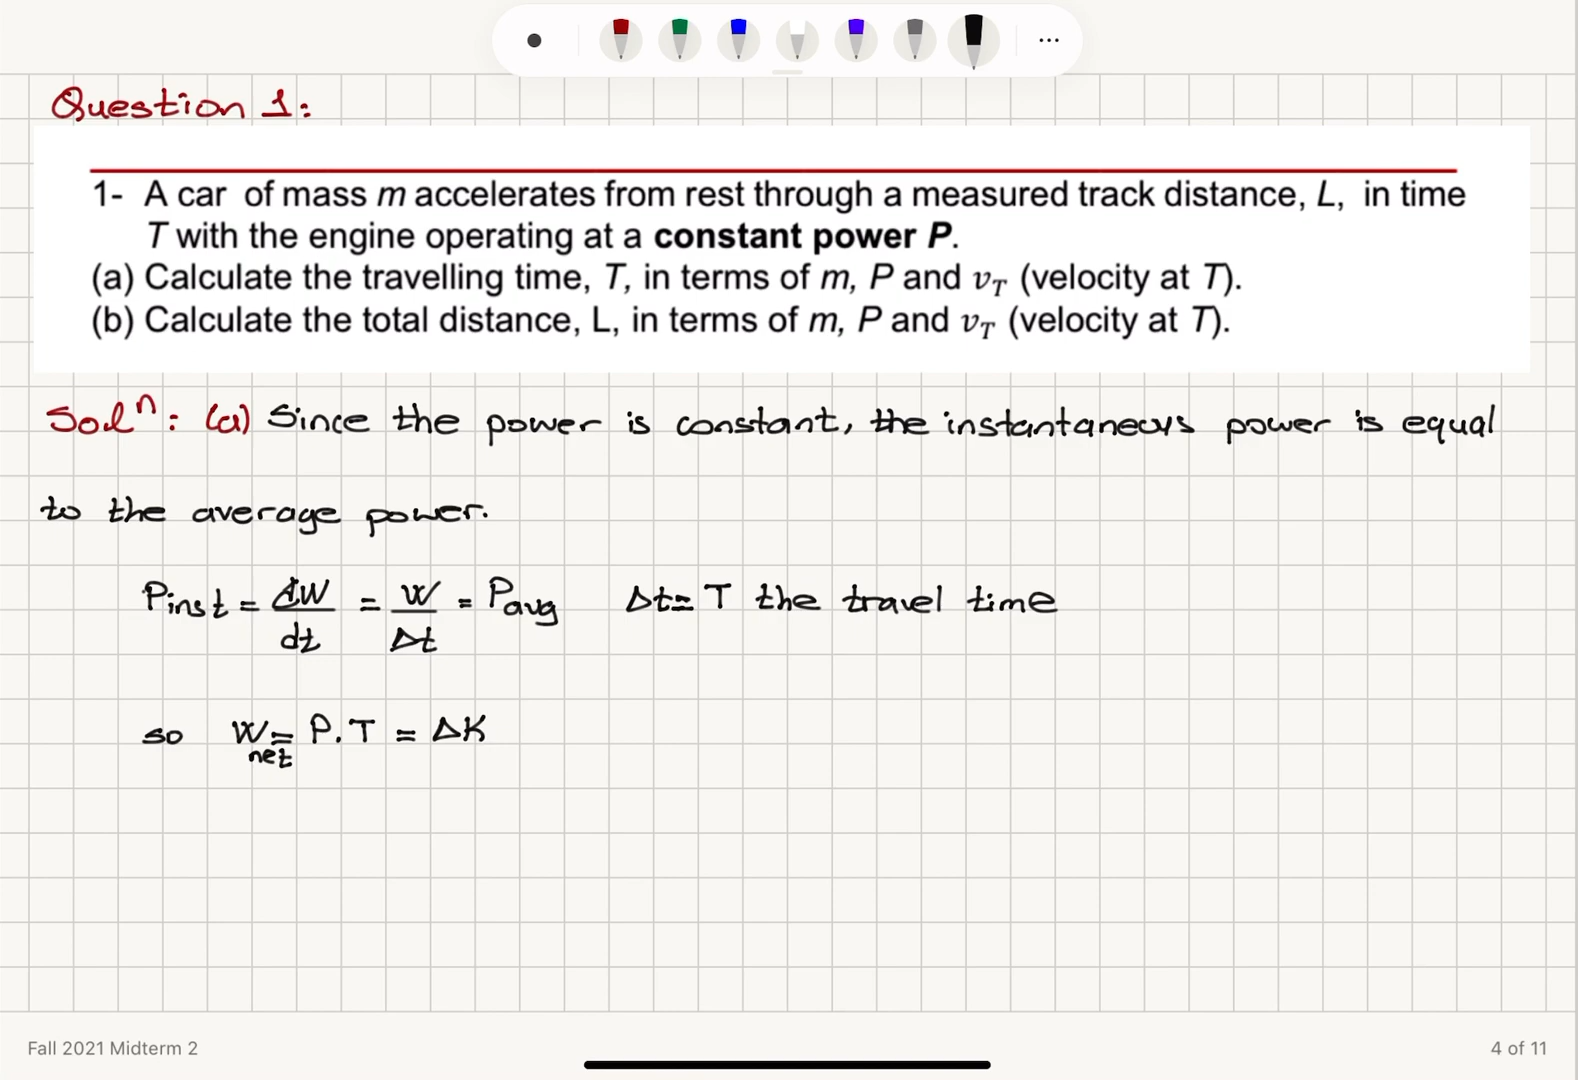 Question 1:
1- A car of mass m accelerates from rest through a measured track distance, L, in time
T with the engine operating at a constant power P.
(a) Calculate the travelling time, T, in terms of m, P and v_T (velocity at T).
(b) Calculate the total distance, L, in terms of m, P and v_T (velocity at T).
Solⁿ: (a) Since the power is constant, the instantaneous power is equal
to the average power.
P_inst = dW/dt = W/Δt = P_avg Δt = T the travel time
so W_net = P.T = ΔK
Fall 2021 Midterm 2
4 of 11